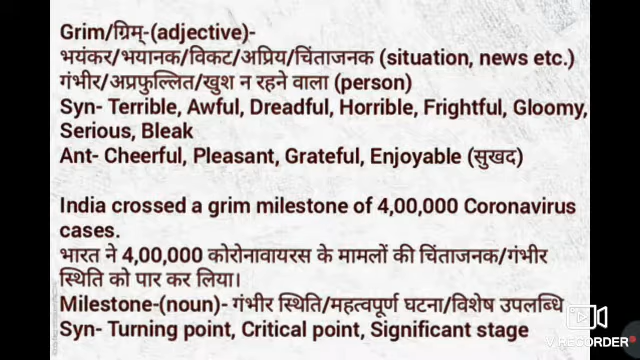 Grim/ग्रिम्-(adjective)-
भयंकर/भयानक/विकट/अप्रिय/चिंताजनक (situation, news etc.)
गंभीर/अप्रफुल्लित/खुश न रहने वाला (person)
Syn- Terrible, Awful, Dreadful, Horrible, Frightful, Gloomy,
Serious, Bleak
Ant- Cheerful, Pleasant, Grateful, Enjoyable (सुखद)
India crossed a grim milestone of 4,00,000 Coronavirus
cases.
भारत ने 4,00,000 कोरोनावायरस के मामलों की चिंताजनक/गंभीर
स्थिति को पार कर लिया।
Milestone-(noun)- गंभीर स्थिति/महत्वपूर्ण घटना/विशेष उपलब्धि
Syn- Turning point, Critical point, Significant stage
V RECORDER